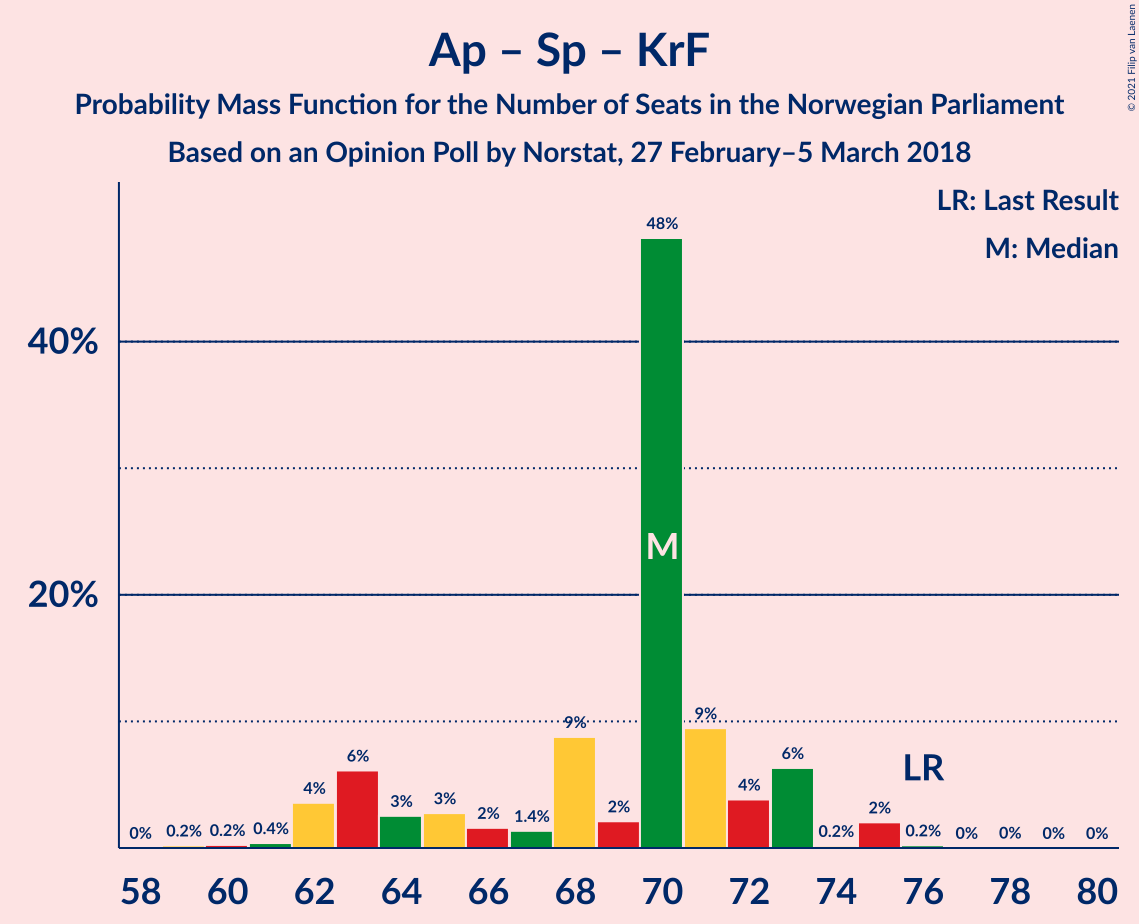 © 2021 Filip van Laenen
Ap – Sp – KrF
Probability Mass Function for the Number of Seats in the Norwegian Parliament
Based on an Opinion Poll by Norstat, 27 February–5 March 2018
LR: Last Result
M: Median
40%
20%
0%
0.2%
0.2%
0.4%
4%
6%
3%
3%
2%
1.4%
9%
2%
48%
M
9%
4%
6%
0.2%
2%
LR
0.2%
0%
0%
0%
0%
58 60 62 64 66 68 70 72 74 76 78 80